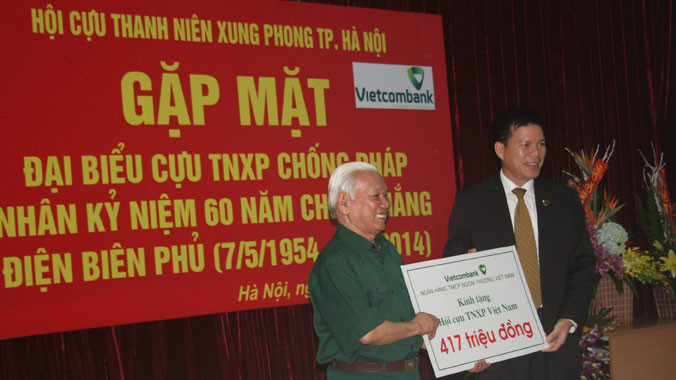 HỘI CỰU THANH NIÊN XUNG PHONG TP. HÀ NỘI
GẶP MẶT
Vietcombank
ĐẠI BIỂU CỰU TNXP CHỐNG PHÁP
NHÂN KỶ NIỆM 60 NĂM CH ẮNG
ĐIỆN BIÊN PHỦ (7/5/1954 2014)
Hà Nội,
Vietcombank
NGÂN HÀNG TMCP NGOẠI THƯƠNG VIỆT NAM
Kính tặng
Hội cựu TNXP Việt Nam
417 triệu đồng